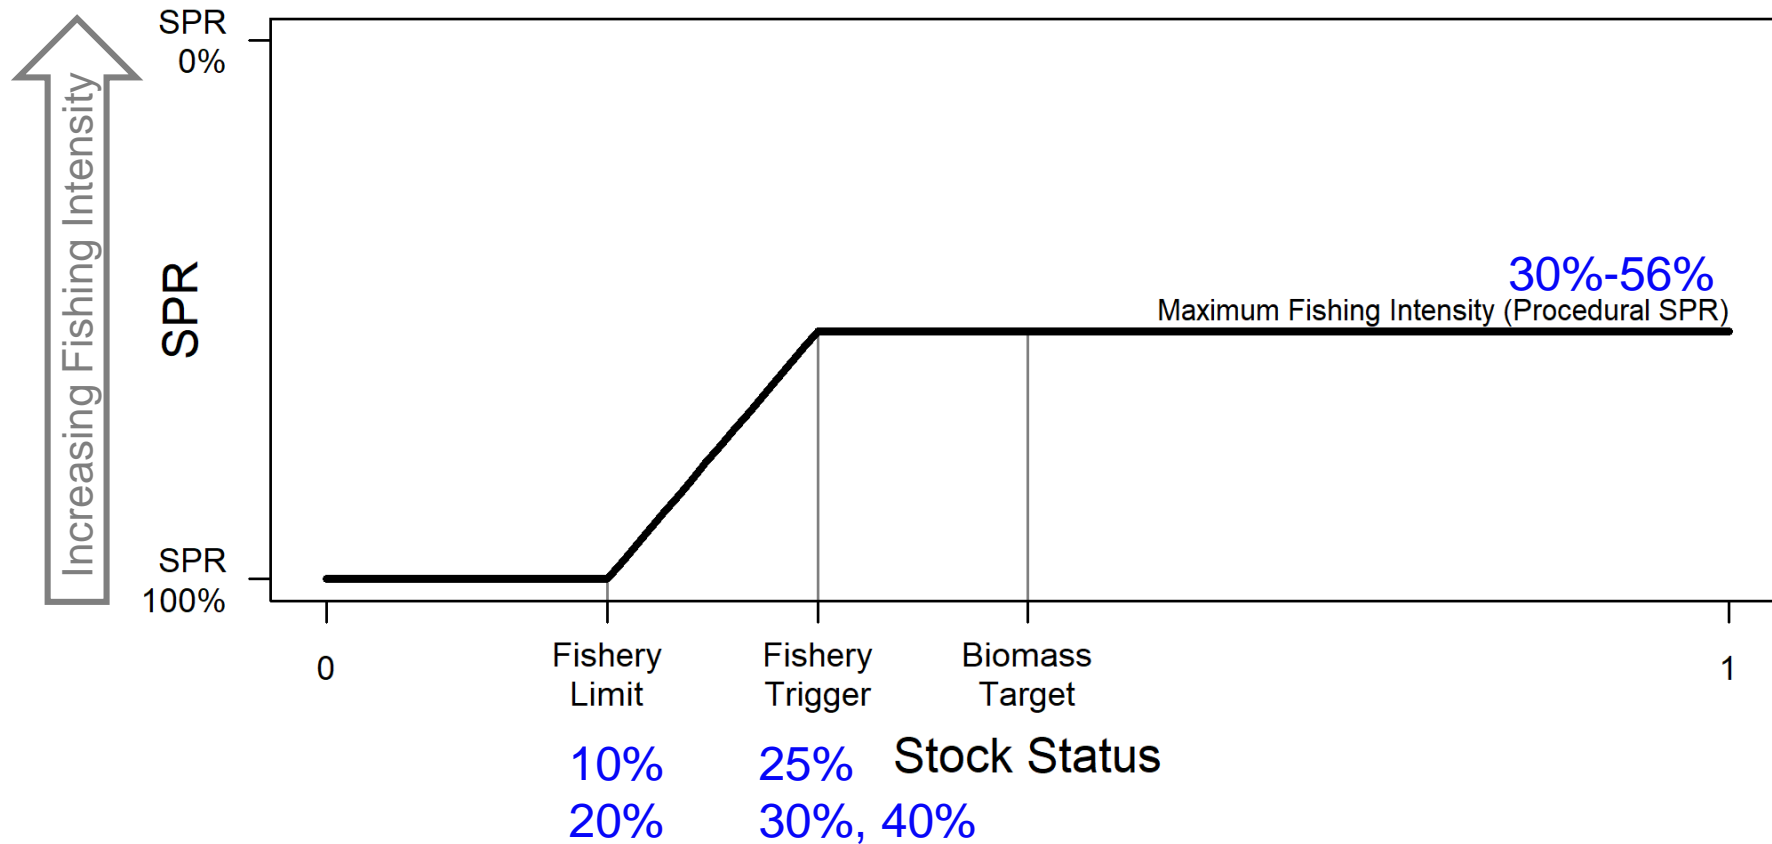 Increasing Fishing Intensity
SPR
0%
SPR
30%-56%
Maximum Fishing Intensity (Procedural SPR)
SPR
100%
0
Fishery
Limit
Fishery
Trigger
Biomass
Target
1
10%
25%
Stock Status
20%
30%, 40%